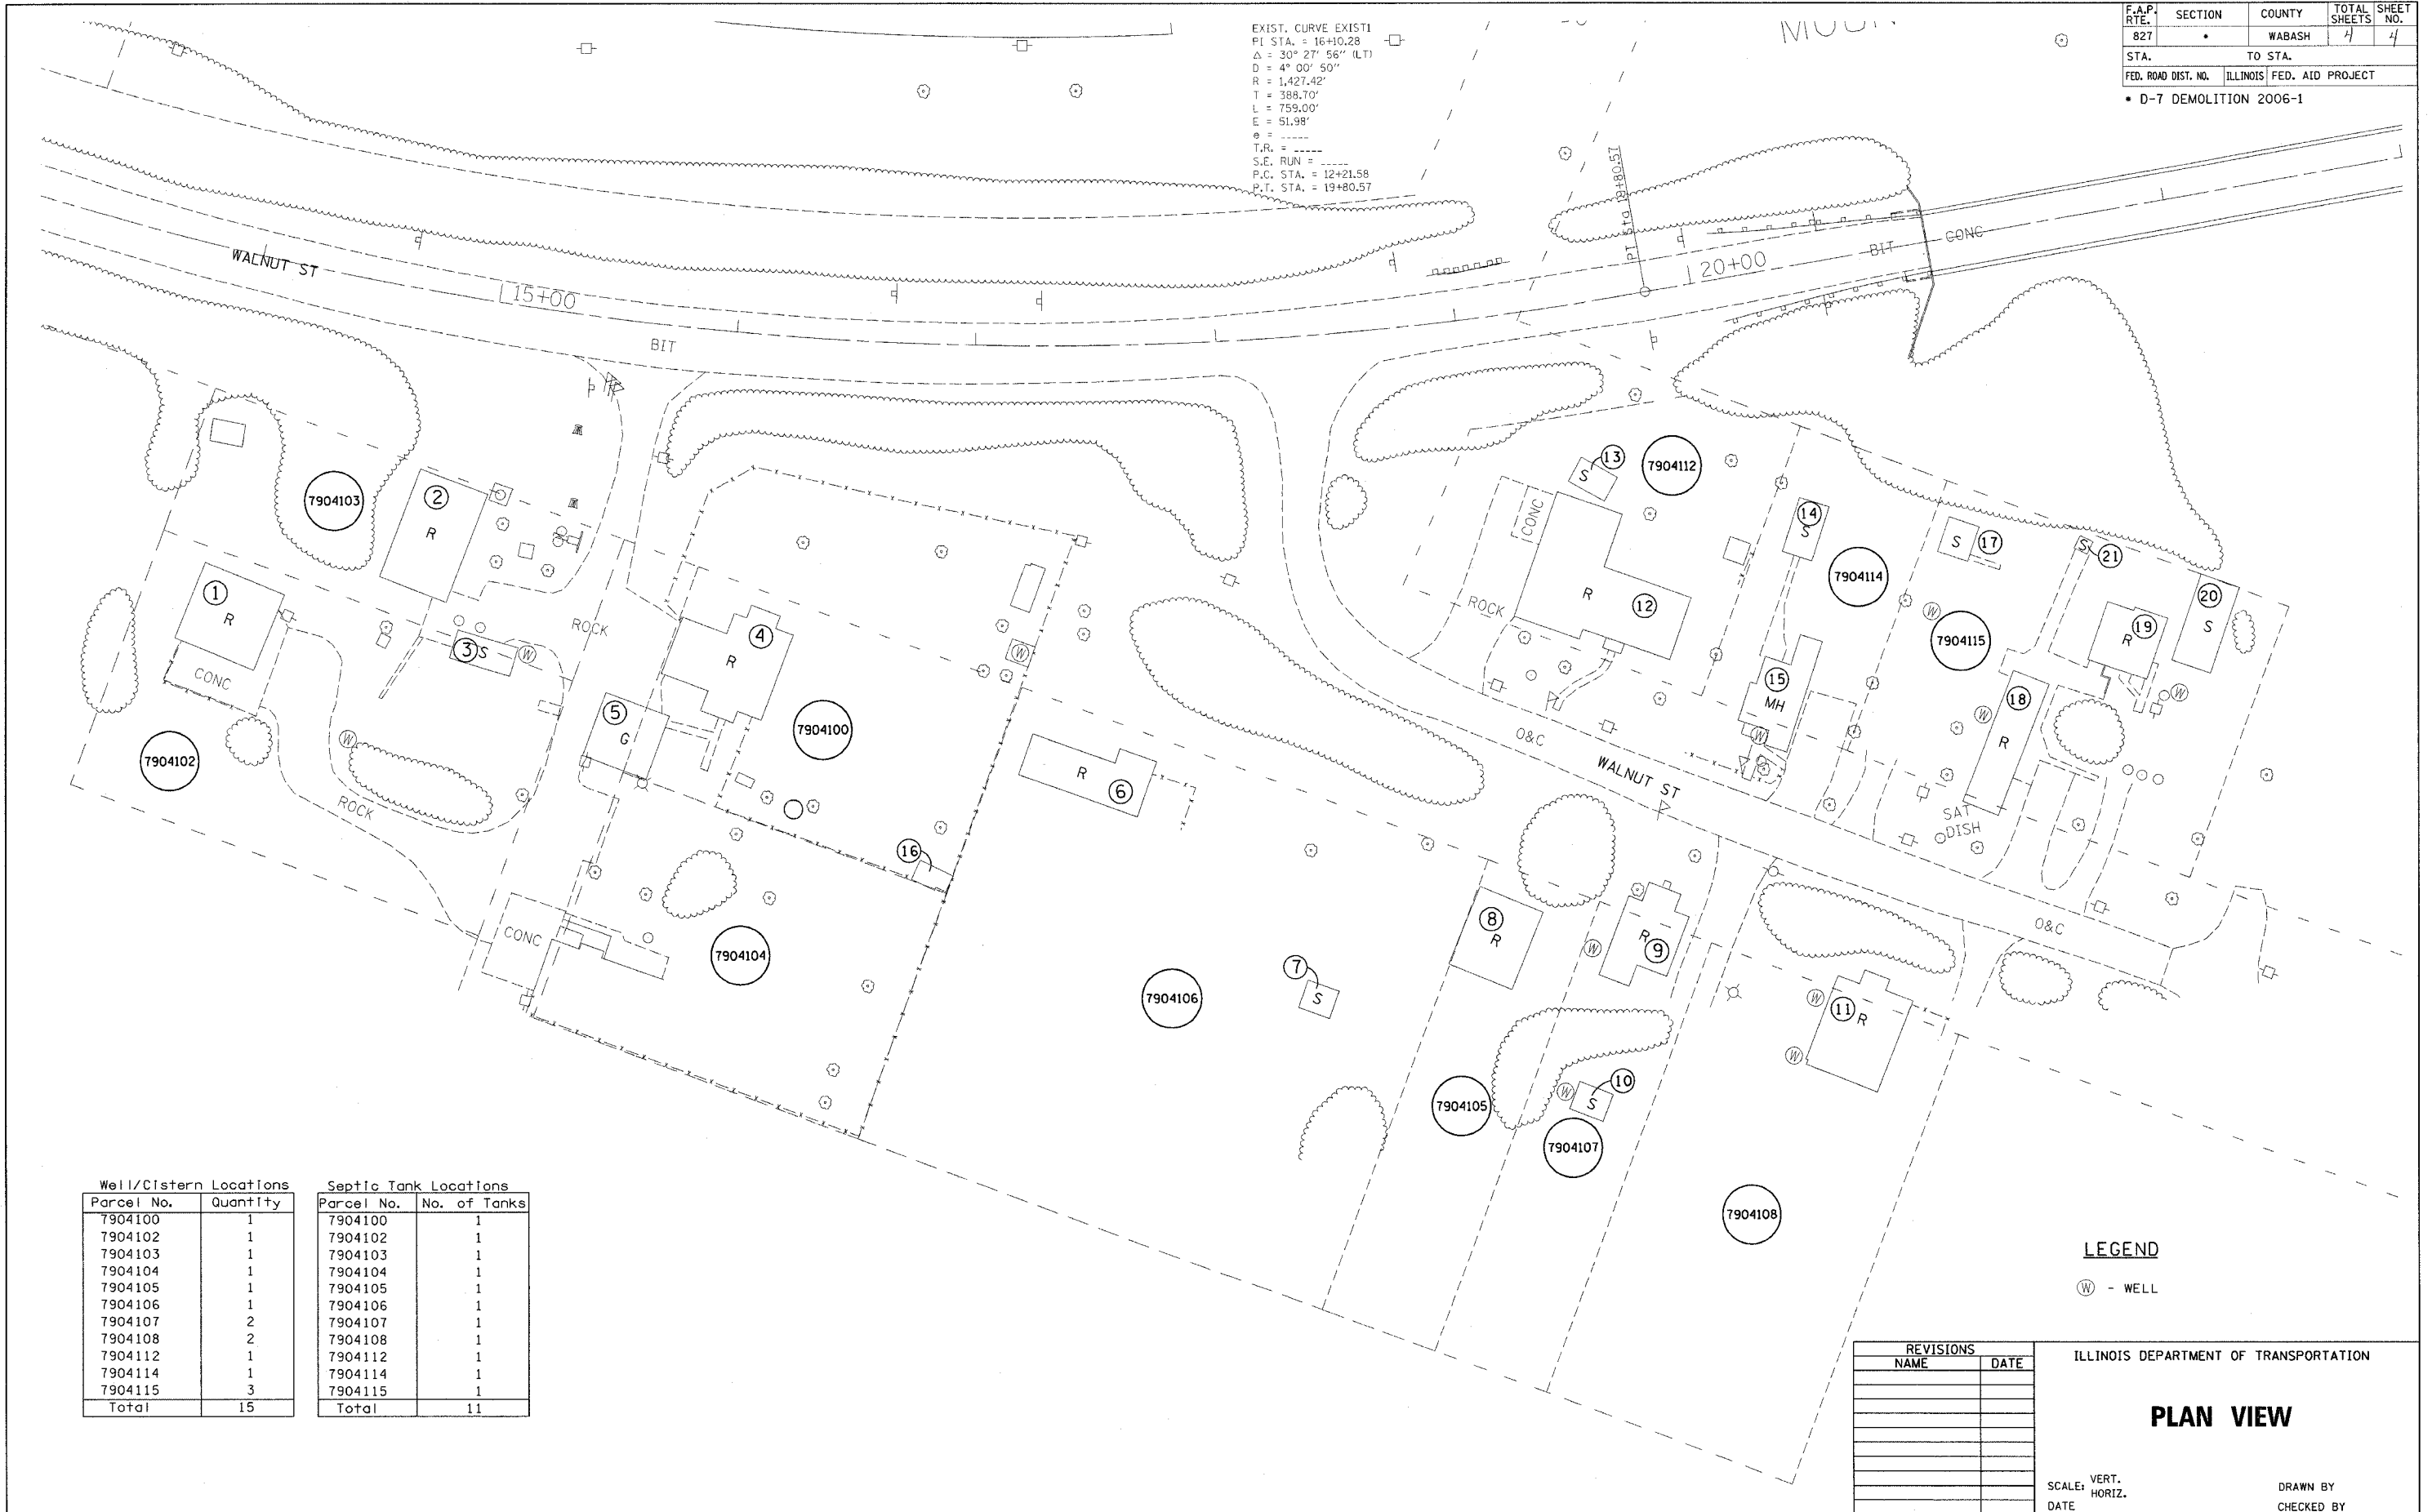 EXIST. CURVE EXIST1
PI STA. = 16+10.28
Δ = 30° 27' 56" (LT)
D = 4° 00' 50"
R = 1,427.42'
T = 388.70'
L = 759.00'
E = 51.98'
e = -----
T.R. = -----
S.E. RUN = -----
P.C. STA. = 12+21.58
P.T. STA. = 19+80.57
F.A.P. RTE. SECTION COUNTY TOTAL SHEETS SHEET NO.
827 • WABASH 4 4
STA. TO STA.
FED. ROAD DIST. NO. ILLINOIS FED. AID PROJECT
• D-7 DEMOLITION 2006-1
PT Sta 19+80.57
WALNUT ST
15+00
BIT
20+00
BIT
CONC
7904103
2
R
1
R
CONC
7904102
ROCK
W
3 S
W
ROCK
4
R
5
G
7904100
W
6
R
16
CONC
7904104
7904106
7
S
13
S
7904112
CONC
ROCK
R
12
14
S
7904114
15
MH
W
17
S
W
7904115
21
S
20
S
19
R
W
18
R
W
SAT
DISH
O&C
WALNUT ST
O&C
8
R
9
R
W
11
R
W
W
10
S
W
7904105
7904107
7904108
Well/Cistern Locations
Parcel No. Quantity
7904100 1
7904102 1
7904103 1
7904104 1
7904105 1
7904106 1
7904107 2
7904108 2
7904112 1
7904114 1
7904115 3
Total 15
Septic Tank Locations
Parcel No. No. of Tanks
7904100 1
7904102 1
7904103 1
7904104 1
7904105 1
7904106 1
7904107 1
7904108 1
7904112 1
7904114 1
7904115 1
Total 11
LEGEND
W - WELL
REVISIONS
NAME DATE
ILLINOIS DEPARTMENT OF TRANSPORTATION
PLAN VIEW
SCALE: VERT.
HORIZ.
DATE
DRAWN BY
CHECKED BY